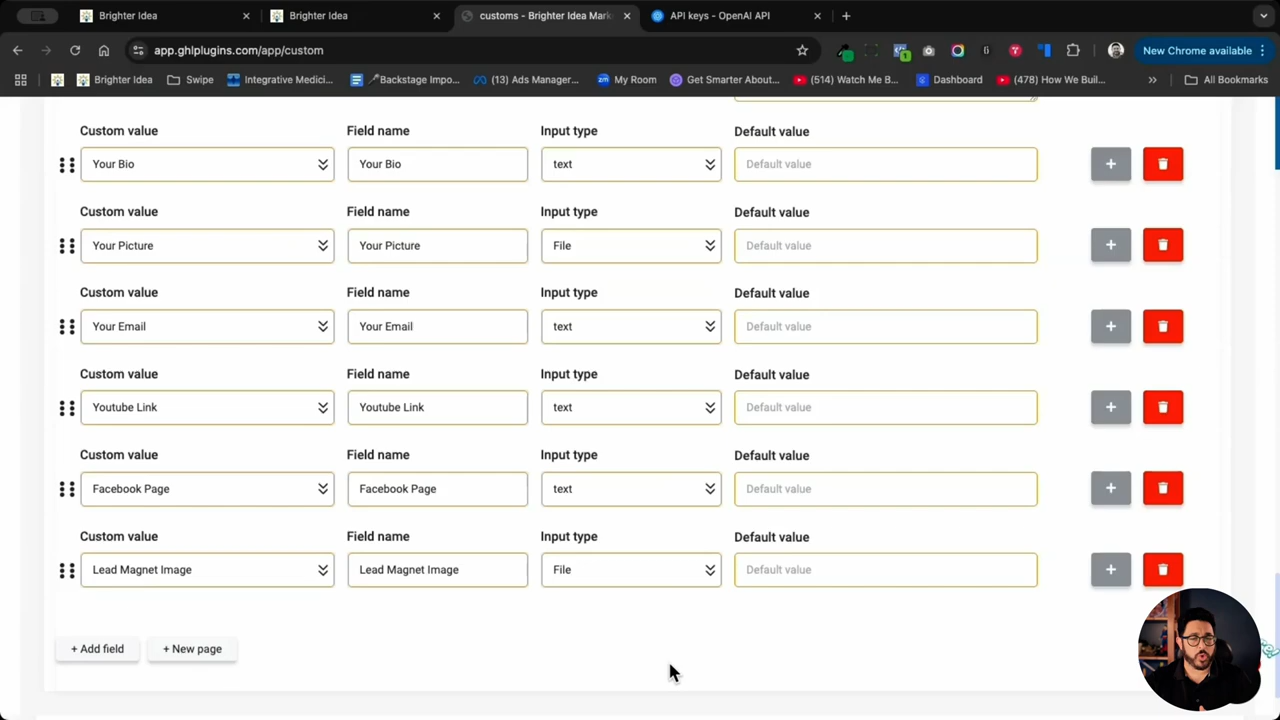 Brighter Idea
Brighter Idea
customs - Brighter Idea Mark
API keys - OpenAI API
app.ghlplugins.com/app/custom
New Chrome available
Brighter Idea
Swipe
Integrative Medici...
Backstage Impo...
(13) Ads Manager...
My Room
Get Smarter About...
(514) Watch Me B...
Dashboard
(478) How We Buil...
All Bookmarks
Custom value Field name Input type Default value
Your Bio Your Bio text Default value
Custom value Field name Input type Default value
Your Picture Your Picture File Default value
Custom value Field name Input type Default value
Your Email Your Email text Default value
Custom value Field name Input type Default value
Youtube Link Youtube Link text Default value
Custom value Field name Input type Default value
Facebook Page Facebook Page text Default value
Custom value Field name Input type Default value
Lead Magnet Image Lead Magnet Image File Default value
+ Add field + New page